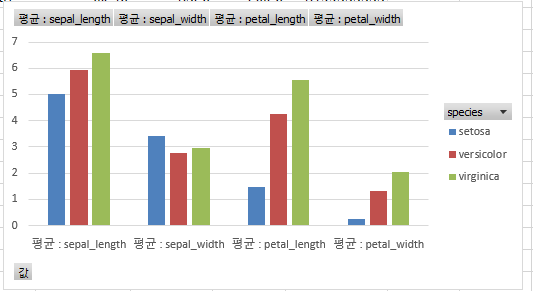 평균 : sepal_length 평균 : sepal_width 평균 : petal_length 평균 : petal_width
7
6
5
4
3
2
1
0
평균 : sepal_length 평균 : sepal_width 평균 : petal_length 평균 : petal_width
species
setosa
versicolor
virginica
값